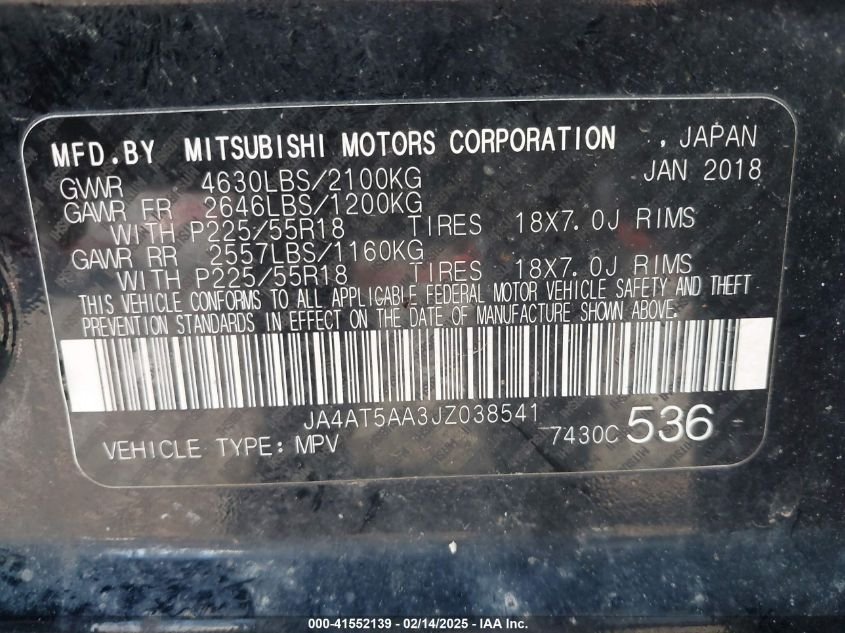 MFD.BY MITSUBISHI MOTORS CORPORATION , JAPAN
GVWR 4630LBS/2100KG JAN 2018
GAWR FR 2646LBS/1200KG
WITH P225/55R18 TIRES 18X7.0J RIMS
GAWR RR 2557LBS/1160KG
WITH P225/55R18 TIRES 18X7.0J RIMS
THIS VEHICLE CONFORMS TO ALL APPLICABLE FEDERAL MOTOR VEHICLE SAFETY AND THEFT
PREVENTION STANDARDS IN EFFECT ON THE DATE OF MANUFACTURE SHOWN ABOVE.
JA4AT5AA3JZ038541
VEHICLE TYPE: MPV 7430C 536
000-41552139 - 02/14/2025 - IAA Inc.